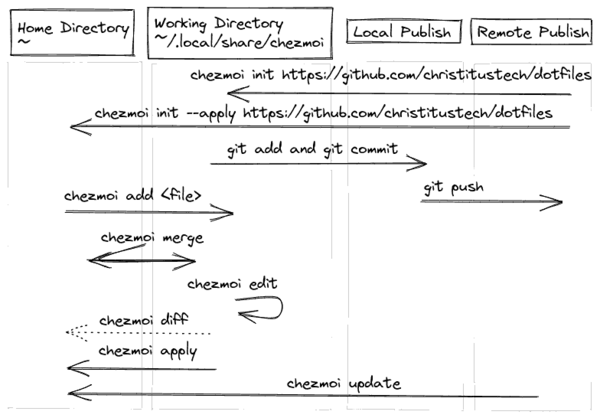 Home Directory
~
Working Directory
~/.local/share/chezmoi
Local Publish
Remote Publish
chezmoi init https://github.com/christitustech/dotfiles
chezmoi init --apply https://github.com/christitustech/dotfiles
git add and git commit
git push
chezmoi add <file>
chezmoi merge
chezmoi edit
chezmoi diff
chezmoi apply
chezmoi update